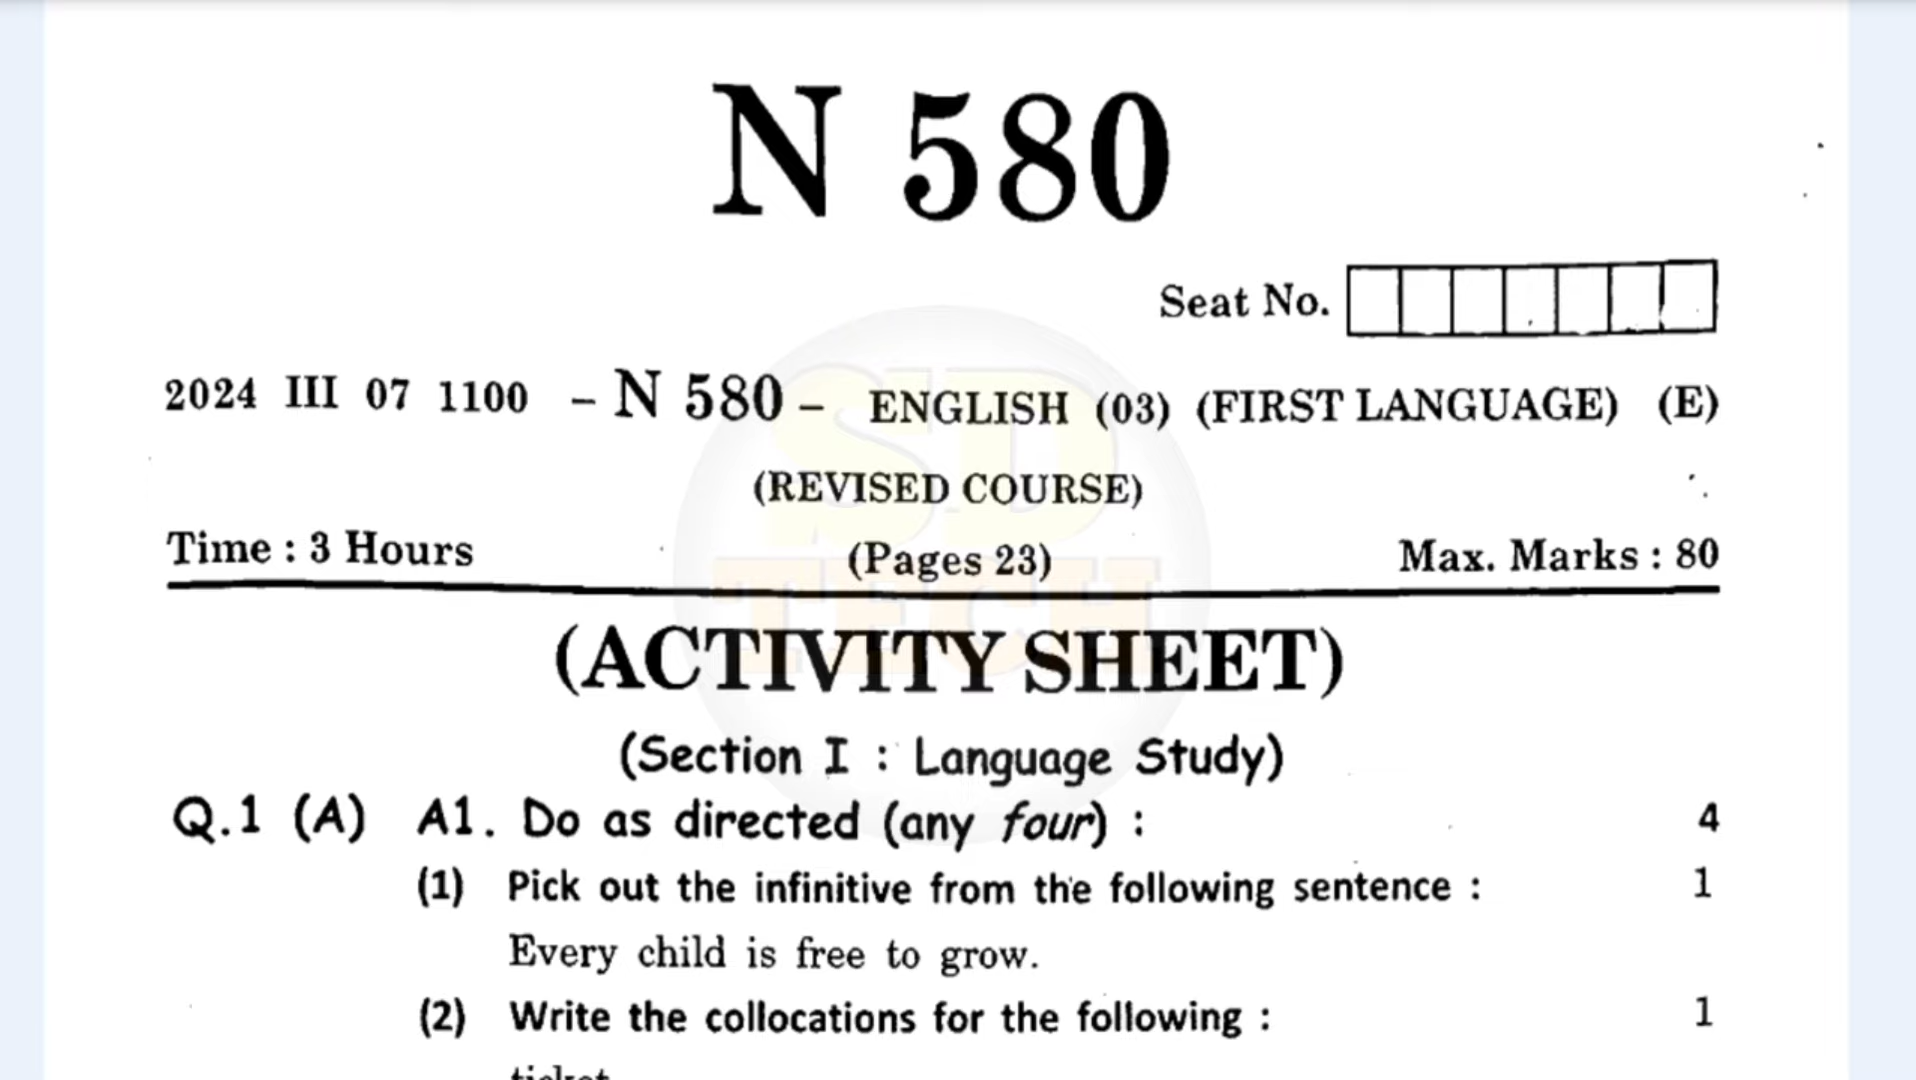 N 580
Seat No.
2024 III 07 1100 – N 580 – ENGLISH (03) (FIRST LANGUAGE) (E)
(REVISED COURSE)
Time : 3 Hours (Pages 23) Max. Marks : 80
SD
TECH
(ACTIVITY SHEET)
(Section I : Language Study)
Q.1 (A) A1. Do as directed (any four) : 4
(1) Pick out the infinitive from the following sentence : 1
Every child is free to grow.
(2) Write the collocations for the following : 1
ticket